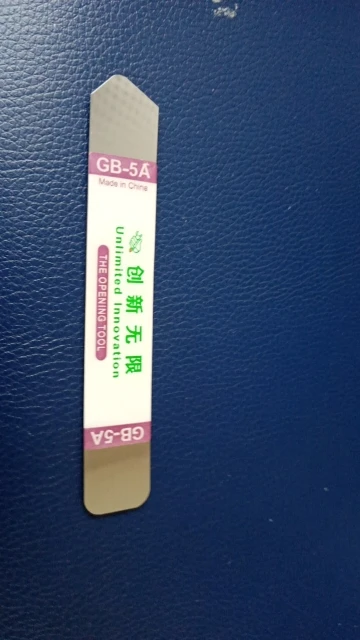 GB-5A
Made in China
创新无限
Unlimited Innovation
THE OPENING TOOL
GB-5A